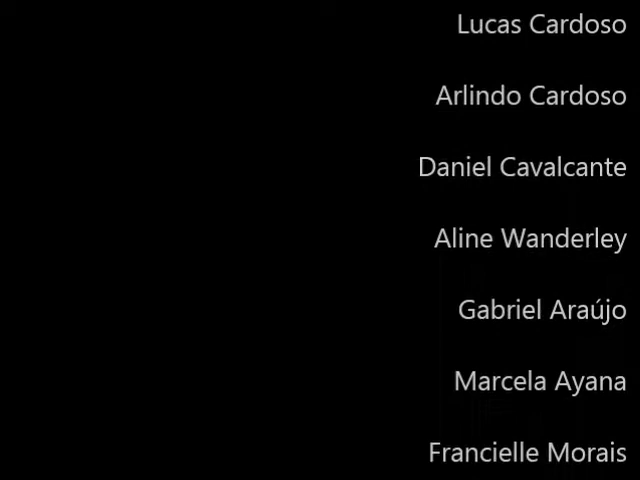 Lucas Cardoso
Arlindo Cardoso
Daniel Cavalcante
Aline Wanderley
Gabriel Araújo
Marcela Ayana
Francielle Morais